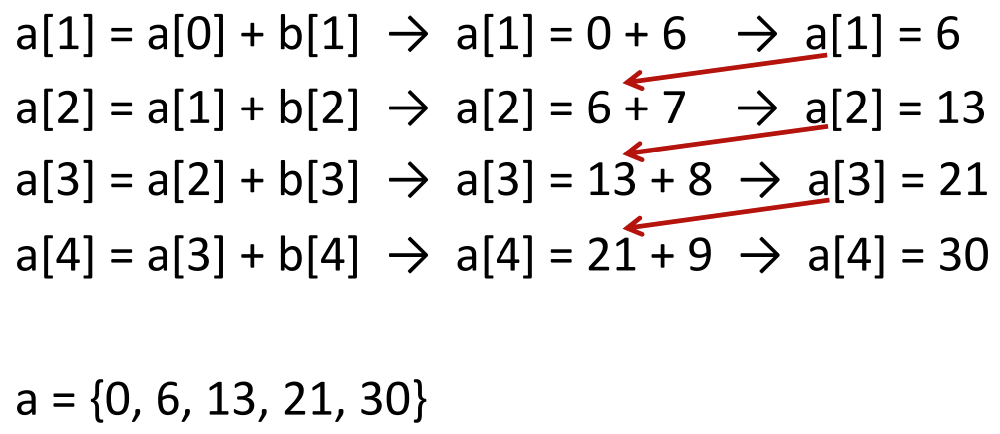 a[1] = a[0] + b[1] → a[1] = 0 + 6 → a[1] = 6
a[2] = a[1] + b[2] → a[2] = 6 + 7 → a[2] = 13
a[3] = a[2] + b[3] → a[3] = 13 + 8 → a[3] = 21
a[4] = a[3] + b[4] → a[4] = 21 + 9 → a[4] = 30
a = {0, 6, 13, 21, 30}